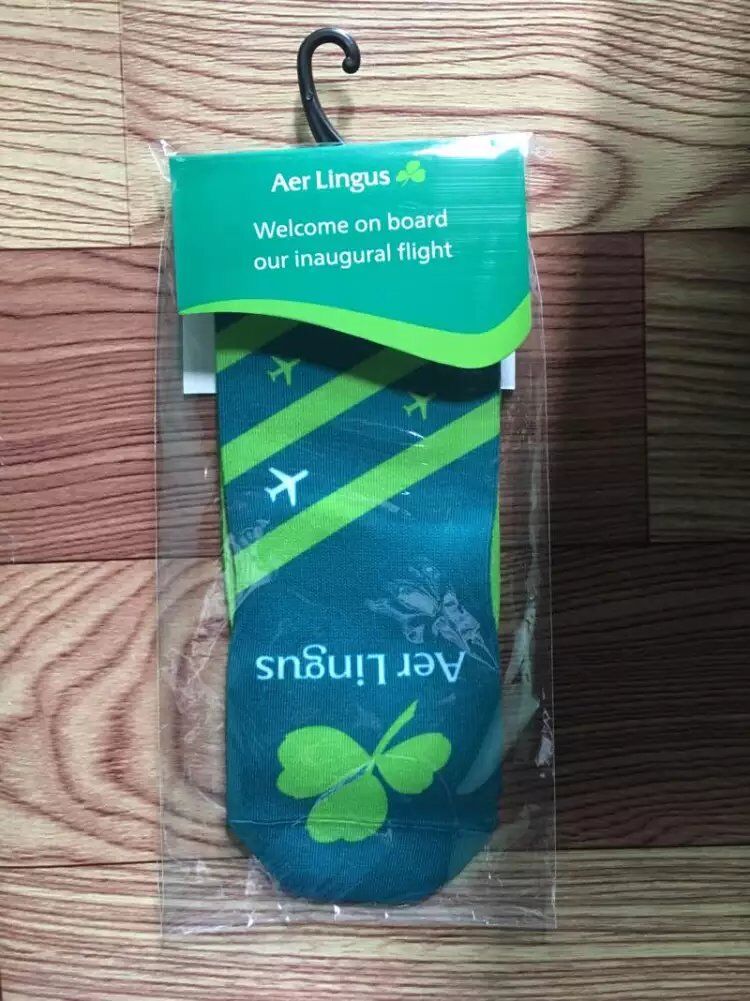 Aer Lingus
Welcome on board
our inaugural flight
Aer Lingus